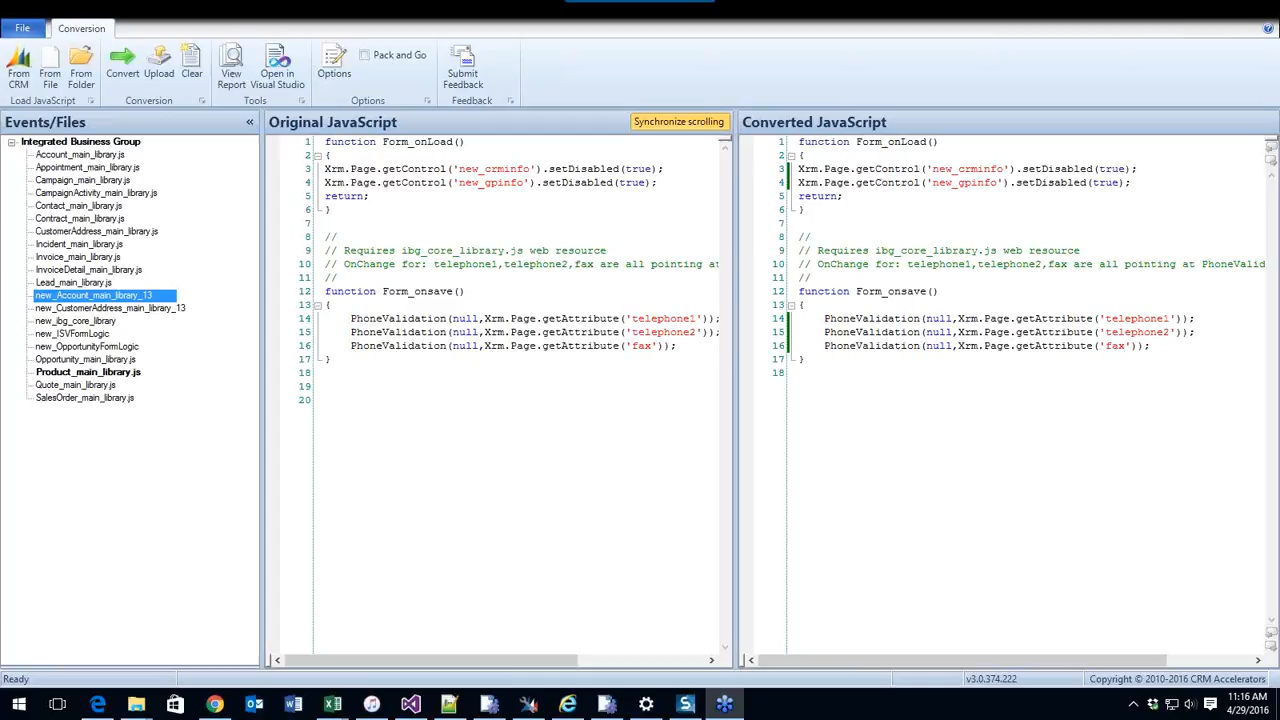 File
Conversion
From CRM
From File
From Folder
Convert
Upload
Clear
View Report
Open in Visual Studio
Options
Pack and Go
Submit Feedback
Load JavaScript
Conversion
Tools
Options
Feedback
Events/Files
«
Integrated Business Group
Account_main_library.js
Appointment_main_library.js
Campaign_main_library.js
CampaignActivity_main_library.js
Contact_main_library.js
Contract_main_library.js
CustomerAddress_main_library.js
Incident_main_library.js
Invoice_main_library.js
InvoiceDetail_main_library.js
Lead_main_library.js
new_Account_main_library_13
new_CustomerAddress_main_library_13
new_ibg_core_library
new_JSVFormLogic
new_OpportunityFormLogic
Opportunity_main_library.js
Product_main_library.js
Quote_main_library.js
SalesOrder_main_library.js
Original JavaScript
Synchronize scrolling
1 function Form_onLoad()
2 {
3 Xrm.Page.getControl('new_crminfo').setDisabled(true);
4 Xrm.Page.getControl('new_gpinfo').setDisabled(true);
5 return;
6 }
7
8 //
9 // Requires ibg_core_library.js web resource
10 // OnChange for: telephone1,telephone2,fax are all pointing at
11 //
12 function Form_onsave()
13 {
14 PhoneValidation(null,Xrm.Page.getAttribute('telephone1'));
15 PhoneValidation(null,Xrm.Page.getAttribute('telephone2'));
16 PhoneValidation(null,Xrm.Page.getAttribute('fax'));
17 }
18
19
20
Converted JavaScript
1 function Form_onLoad()
2 {
3 Xrm.Page.getControl('new_crminfo').setDisabled(true);
4 Xrm.Page.getControl('new_gpinfo').setDisabled(true);
5 return;
6 }
7
8 //
9 // Requires ibg_core_library.js web resource
10 // OnChange for: telephone1,telephone2,fax are all pointing at PhoneValid
11 //
12 function Form_onsave()
13 {
14 PhoneValidation(null,Xrm.Page.getAttribute('telephone1'));
15 PhoneValidation(null,Xrm.Page.getAttribute('telephone2'));
16 PhoneValidation(null,Xrm.Page.getAttribute('fax'));
17 }
18
Ready
v3.0.374.222
Copyright © 2010-2016 CRM Accelerators
11:16 AM
4/29/2016